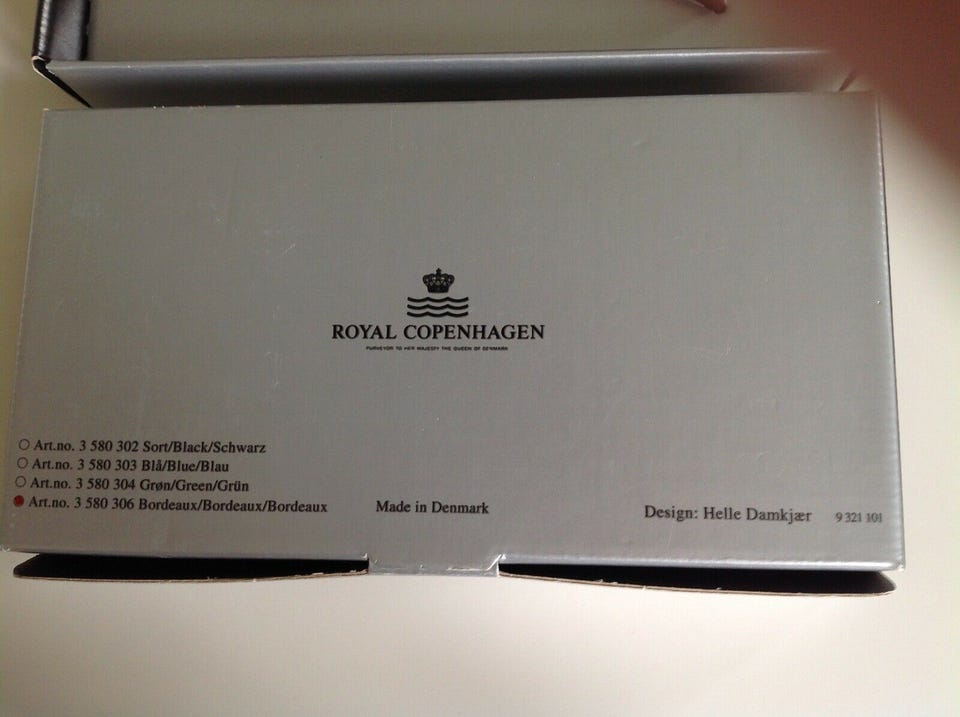 ROYAL COPENHAGEN
PURVEYOR TO HER MAJESTY THE QUEEN OF DENMARK
Art.no. 3 580 302 Sort/Black/Schwarz
Art.no. 3 580 303 Blå/Blue/Blau
Art.no. 3 580 304 Grøn/Green/Grün
Art.no. 3 580 306 Bordeaux/Bordeaux/Bordeaux
Made in Denmark
Design: Helle Damkjær
9 321 101